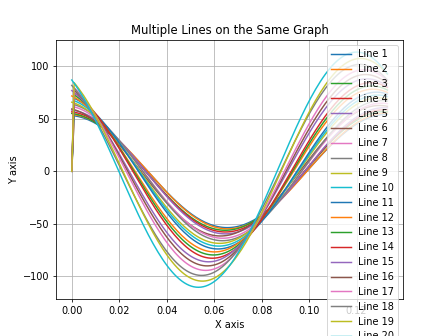 Multiple Lines on the Same Graph
Y axis
100
50
0
−50
−100
0.00
0.02
0.04
0.06
0.08
0.10
X axis
Line 1
Line 2
Line 3
Line 4
Line 5
Line 6
Line 7
Line 8
Line 9
Line 10
Line 11
Line 12
Line 13
Line 14
Line 15
Line 16
Line 17
Line 18
Line 19
Line 20